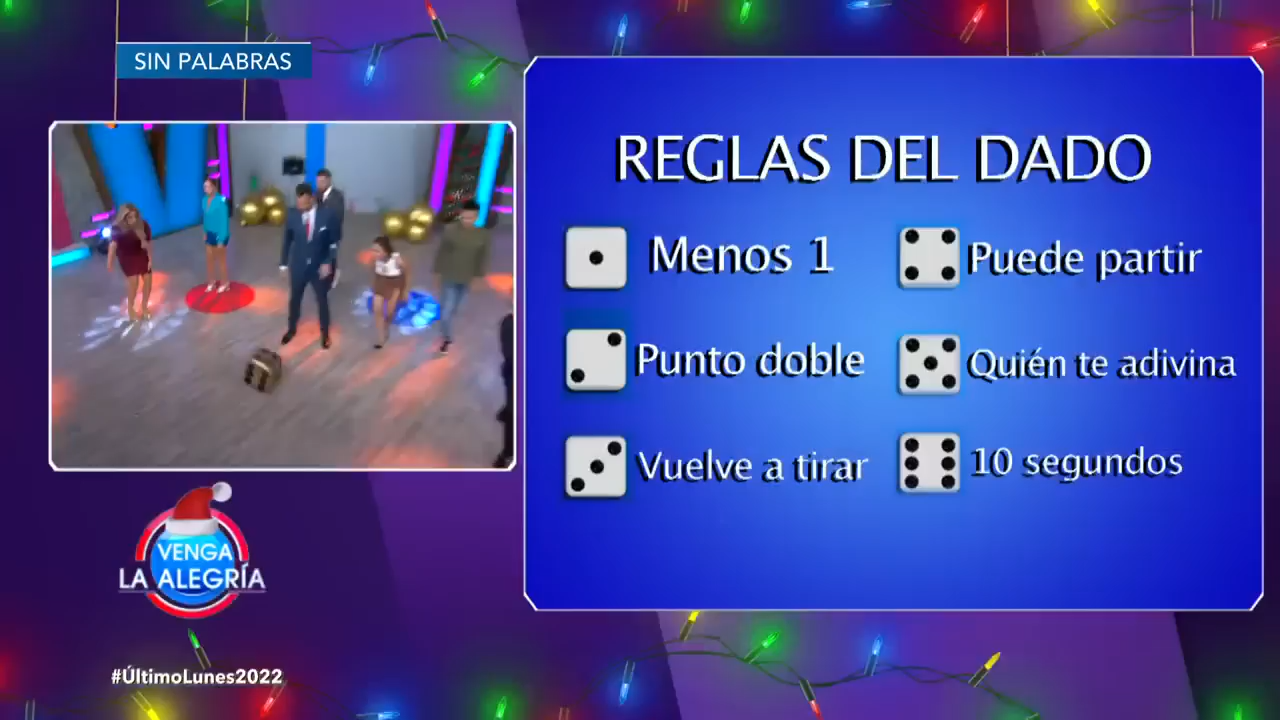 SIN PALABRAS
REGLAS DEL DADO
Menos 1
Puede partir
Punto doble
Quién te adivina
Vuelve a tirar
10 segundos
VENGA
LA ALEGRÍA
#ÚltimoLunes2022